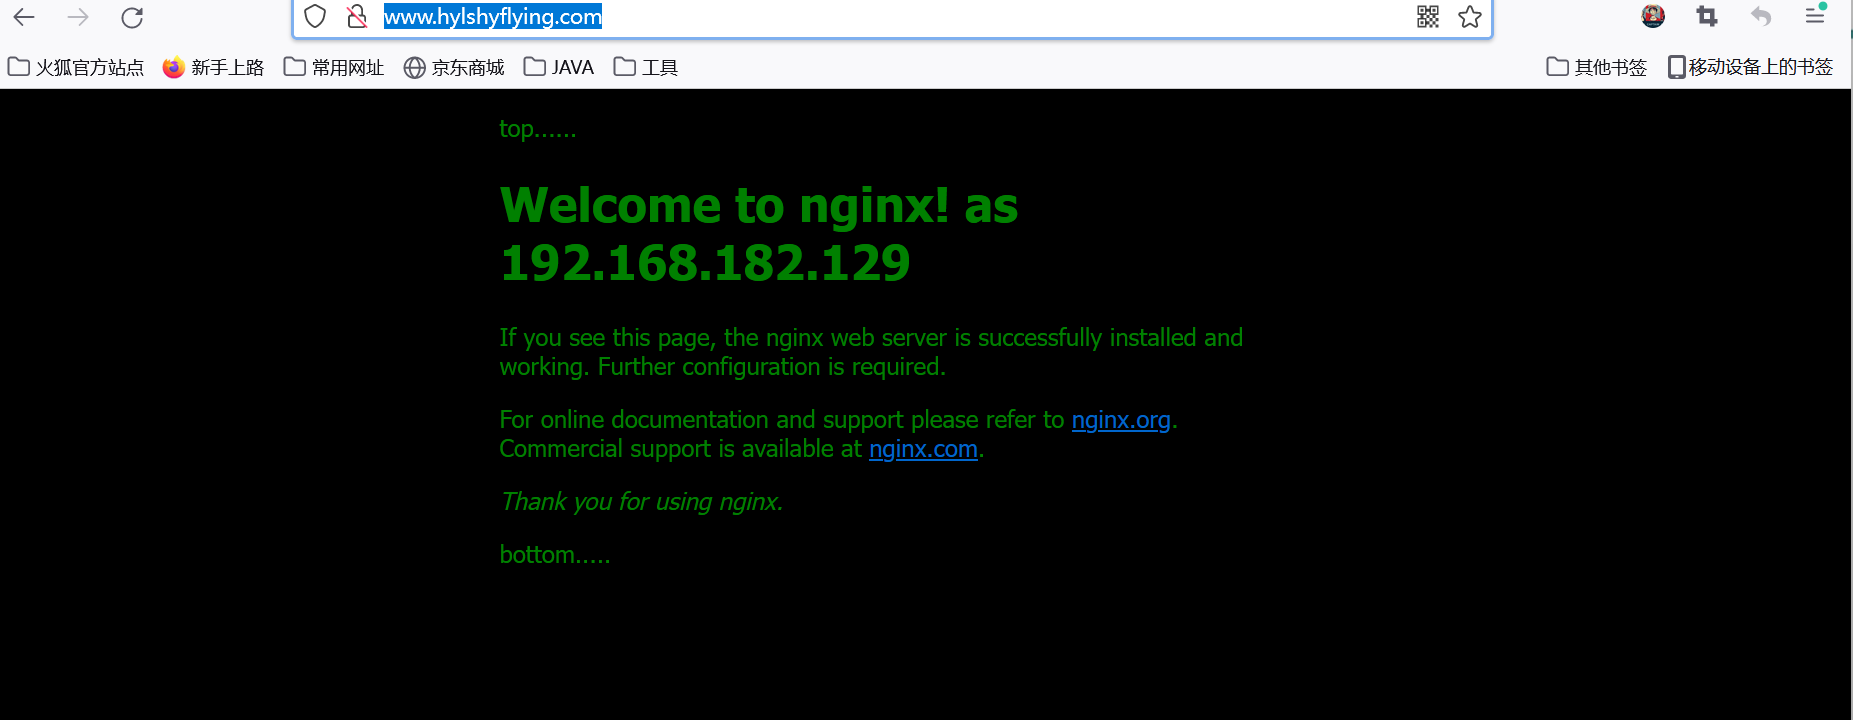 www.hylshyflying.com
火狐官方站点 新手上路 常用网址 京东商城 JAVA 工具 其他书签 移动设备上的书签
top......
Welcome to nginx! as
192.168.182.129
If you see this page, the nginx web server is successfully installed and
working. Further configuration is required.
For online documentation and support please refer to nginx.org.
Commercial support is available at nginx.com.
Thank you for using nginx.
bottom.....